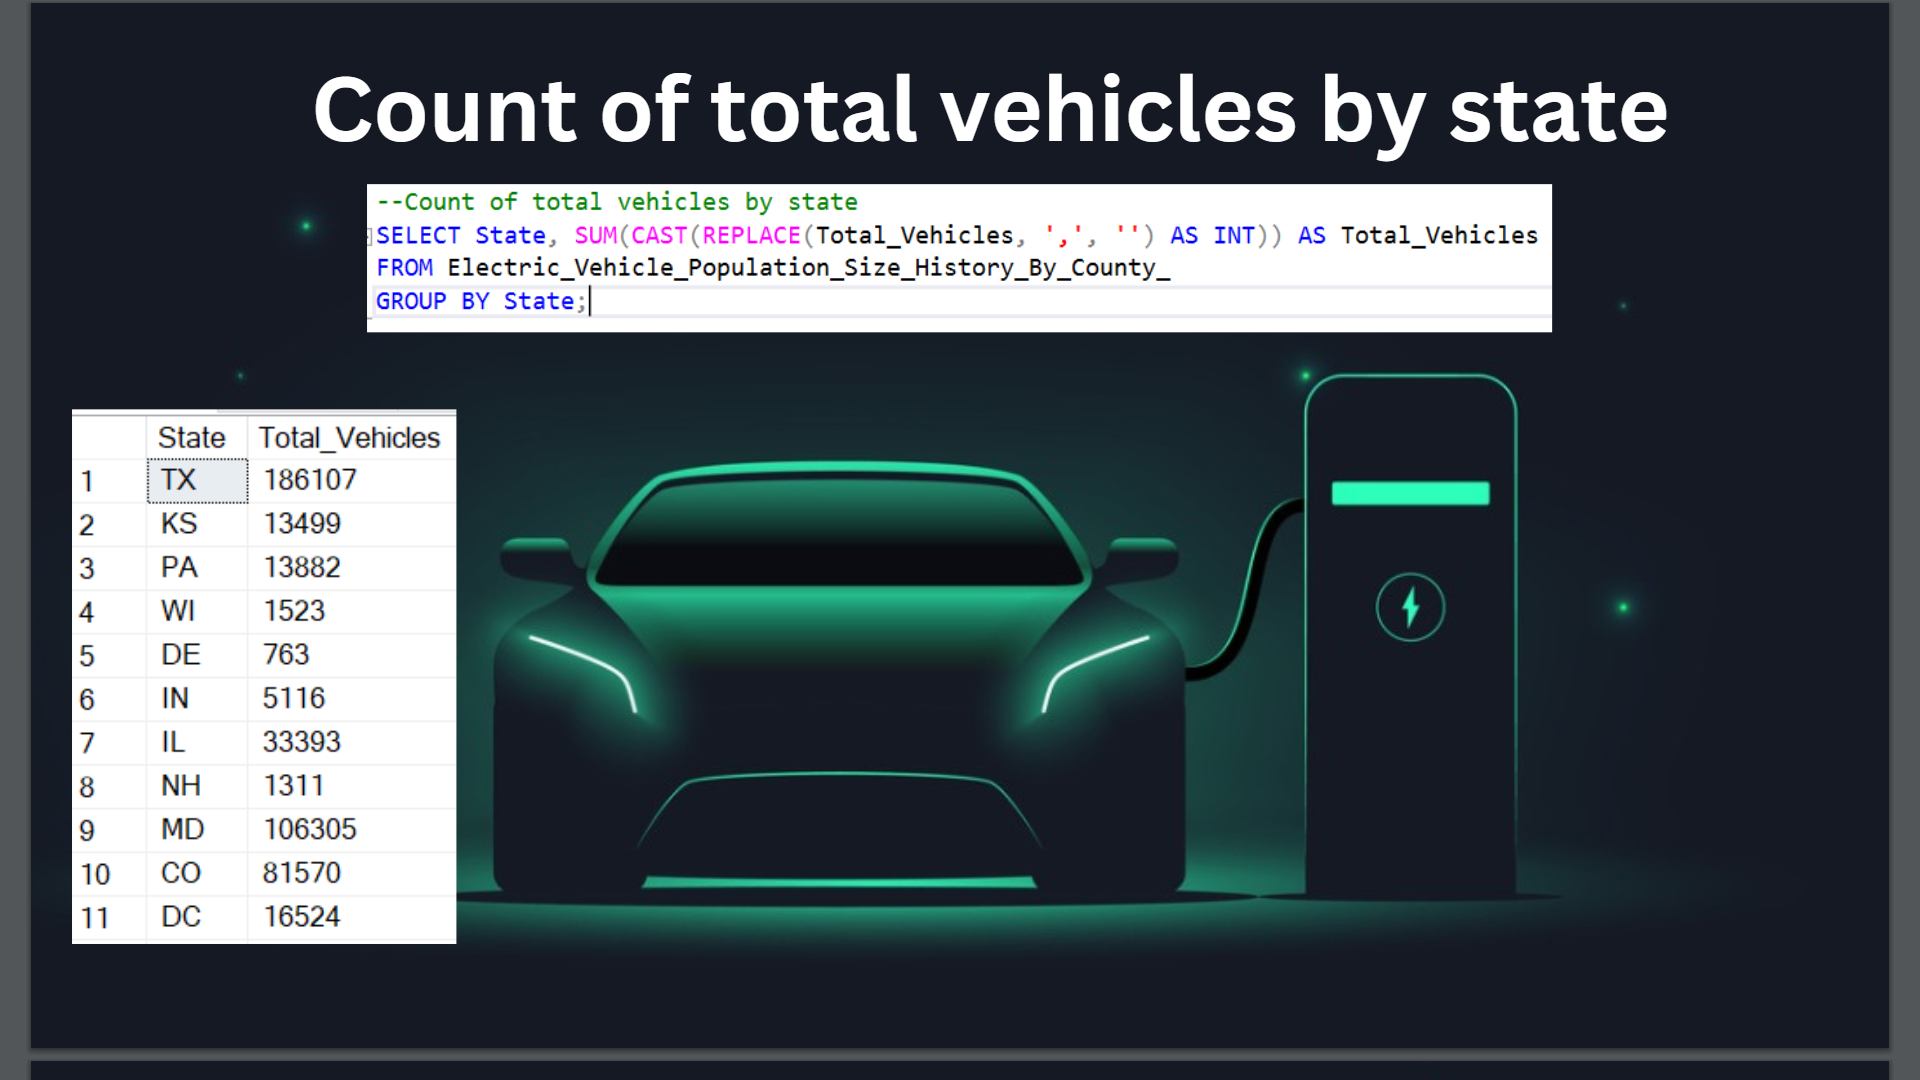 Count of total vehicles by state
--Count of total vehicles by state
SELECT State, SUM(CAST(REPLACE(Total_Vehicles, ',', '') AS INT)) AS Total_Vehicles
FROM Electric_Vehicle_Population_Size_History_By_County_
GROUP BY State;
State Total_Vehicles
1 TX 186107
2 KS 13499
3 PA 13882
4 WI 1523
5 DE 763
6 IN 5116
7 IL 33393
8 NH 1311
9 MD 106305
10 CO 81570
11 DC 16524